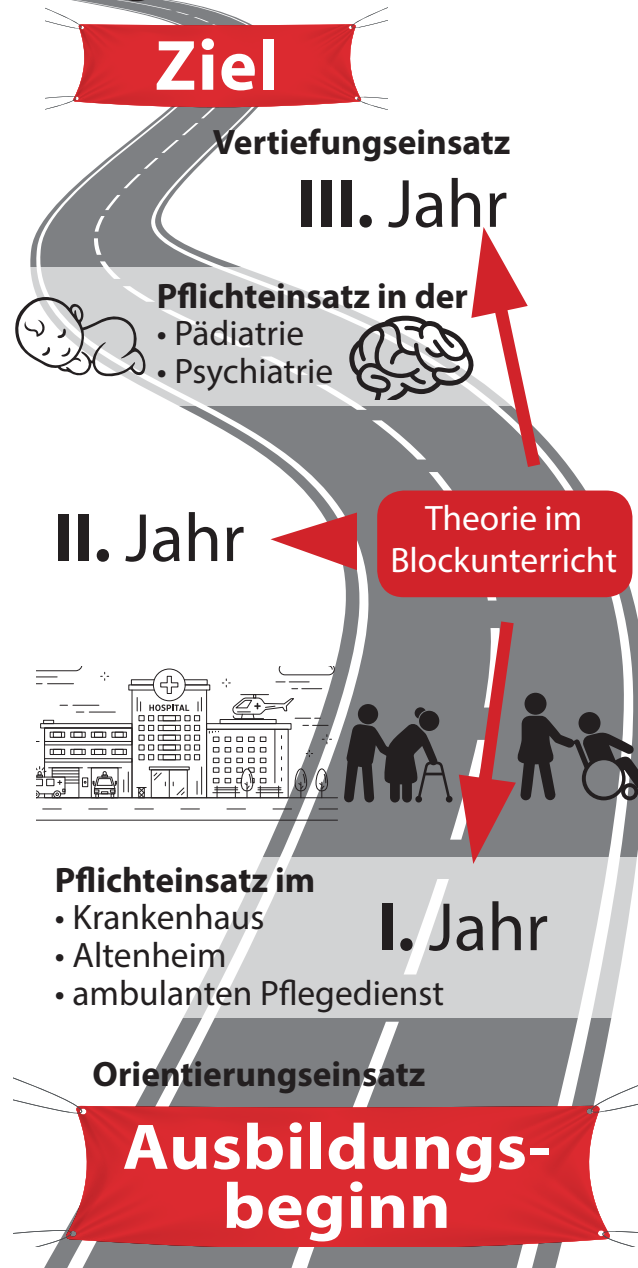 Ziel
Vertiefungseinsatz
III. Jahr
Pflichteinsatz in der
• Pädiatrie
• Psychiatrie
II. Jahr
Theorie im
Blockunterricht
HOSPITAL
Pflichteinsatz im
• Krankenhaus
• Altenheim
• ambulanten Pflegedienst
I. Jahr
Orientierungseinsatz
Ausbildungs-
beginn